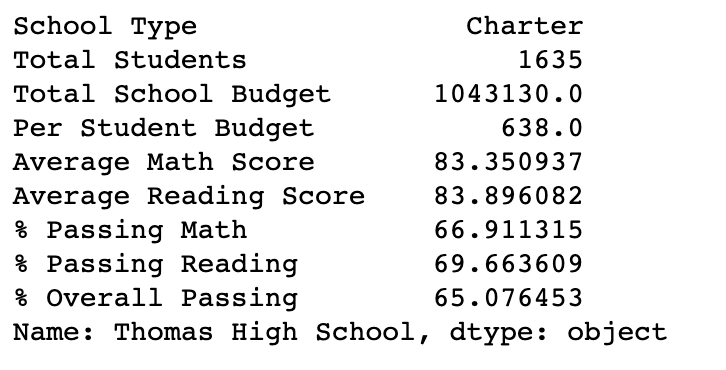 School Type Charter
Total Students 1635
Total School Budget 1043130.0
Per Student Budget 638.0
Average Math Score 83.350937
Average Reading Score 83.896082
% Passing Math 66.911315
% Passing Reading 69.663609
% Overall Passing 65.076453
Name: Thomas High School, dtype: object